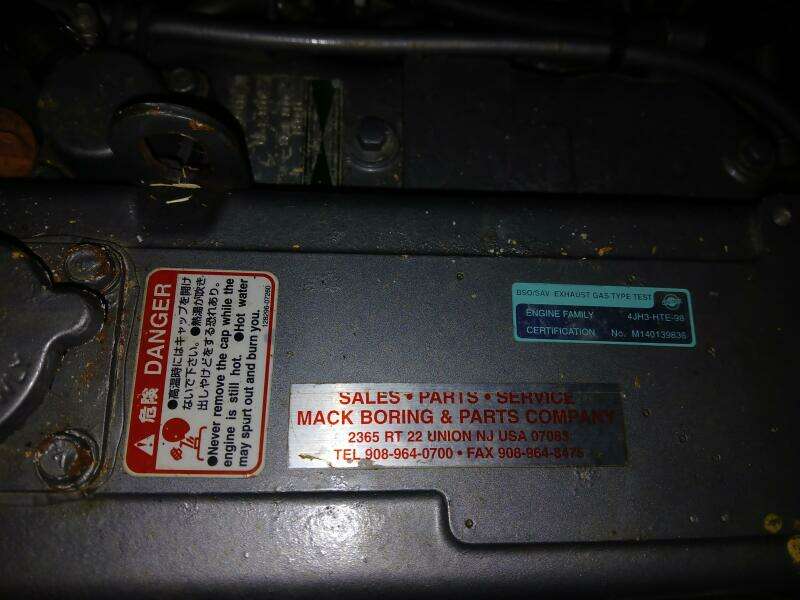 危険 DANGER
●高温時にはキャップを開け
ないで下さい。●熱湯が吹き
出しやけどをする恐れあり。
●Never remove the cap while the
engine is still hot. ●Hot water
may spurt out and burn you.
BSO/SAV EXHAUST GAS TYPE TEST
ENGINE FAMILY 4JH3-HTE-98
CERTIFICATION No. M140139836
SALES • PARTS • SERVICE
MACK BORING & PARTS COMPANY
2365 RT 22 UNION NJ USA 07083
TEL 908-964-0700 • FAX 908-964-8475